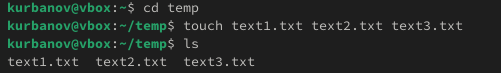 kurbanov@vbox:~$ cd temp
kurbanov@vbox:~/temp$ touch text1.txt text2.txt text3.txt
kurbanov@vbox:~/temp$ ls
text1.txt  text2.txt  text3.txt